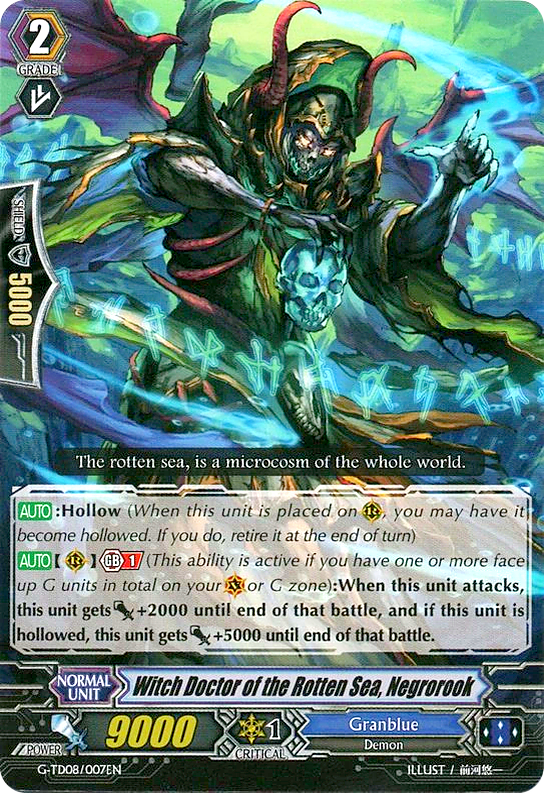 2
GRADE
SHIELD
5000
The rotten sea, is a microcosm of the whole world.
AUTO:Hollow (When this unit is placed on R, you may have it
become hollowed. If you do, retire it at the end of turn)
AUTO【R】GB 1 (This ability is active if you have one or more face
up G units in total on your V or G zone):When this unit attacks,
this unit gets +2000 until end of that battle, and if this unit is
hollowed, this unit gets +5000 until end of that battle.
NORMAL
UNIT
Witch Doctor of the Rotten Sea, Negrorook
POWER
9000
1
CRITICAL
Granblue
Demon
G-TD08/007EN
ILLUST / 前河悠一